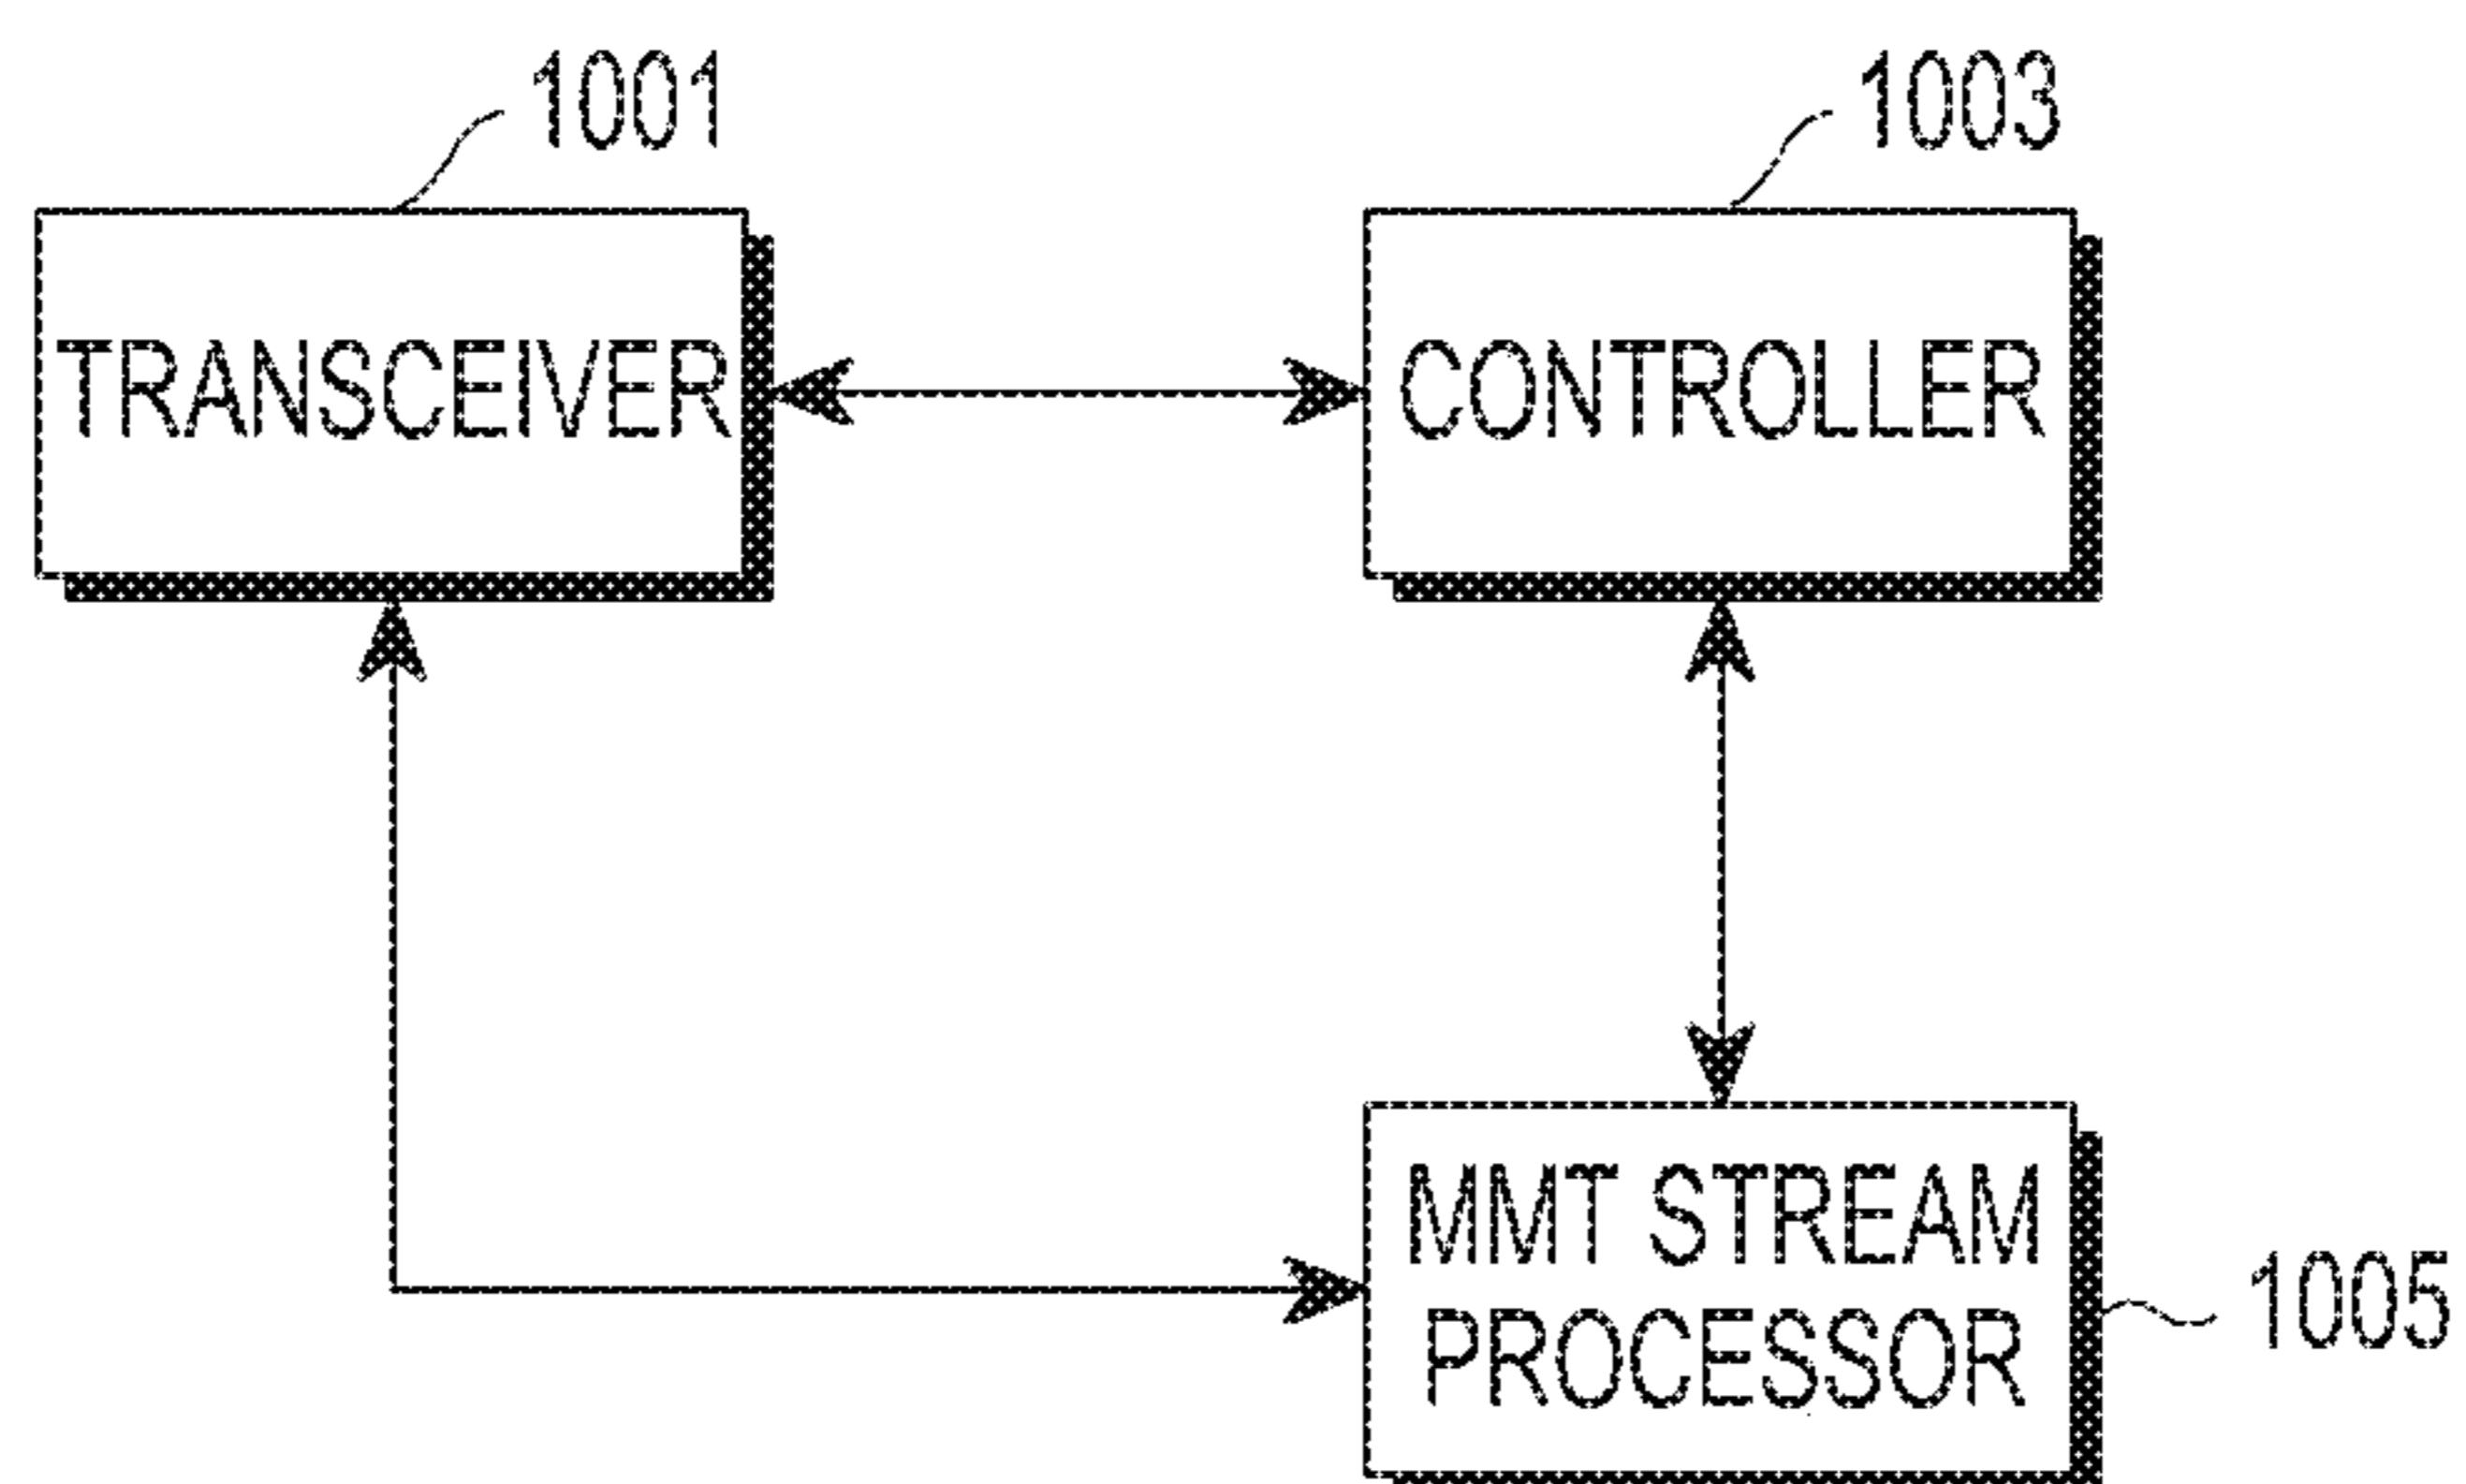 1001
1003
TRANSCEIVER
CONTROLLER
MMT STREAM
PROCESSOR
1005